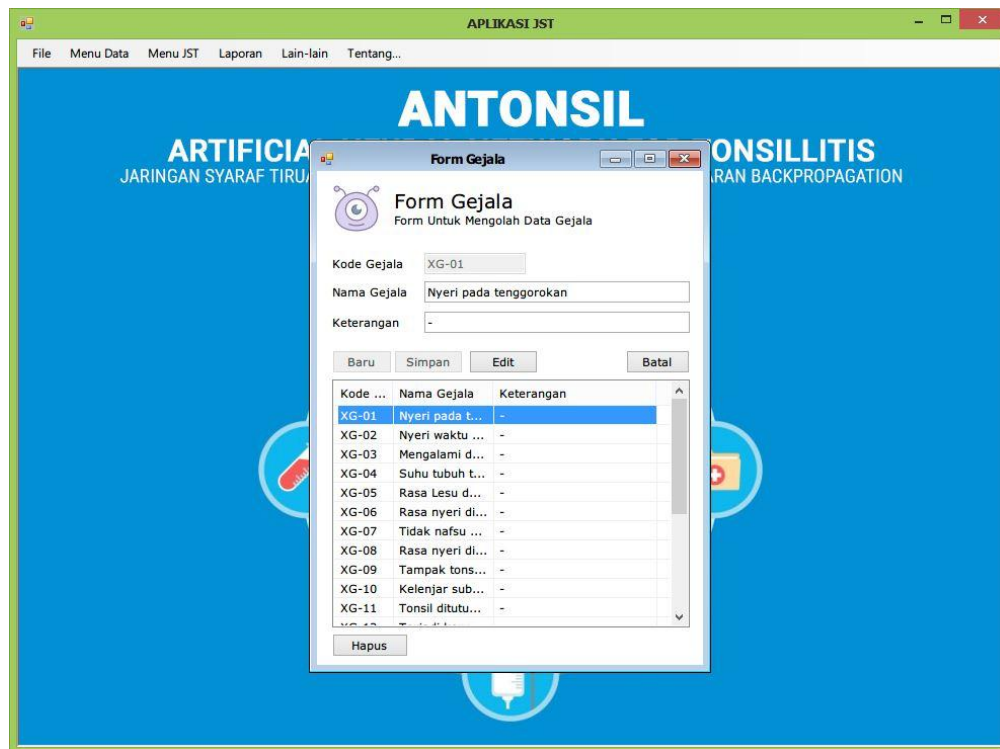 APLIKASI JST
File Menu Data Menu JST Laporan Lain-lain Tentang...
ANTONSIL
ONSILLITIS
JARINGAN SYARAF
BACKPROPAGATION
Form Gejala
Form Gejala
Form Untuk Mengolah Data Gejala
Kode Gejala XG-01
Nama Gejala Nyeri pada tenggorokan
Keterangan -
Baru Simpan Edit Batal
Kode ... Nama Gejala Keterangan
XG-01 Nyeri pada t... -
XG-02 Nyeri waktu ... -
XG-03 Mengalami d... -
XG-04 Suhu tubuh t... -
XG-05 Rasa Lesu d... -
XG-06 Rasa nyeri di... -
XG-07 Tidak nafsu ... -
XG-08 Rasa nyeri di... -
XG-09 Tampak tons... -
XG-10 Kelenjar sub... -
XG-11 Tonsil ditutu... -
Hapus